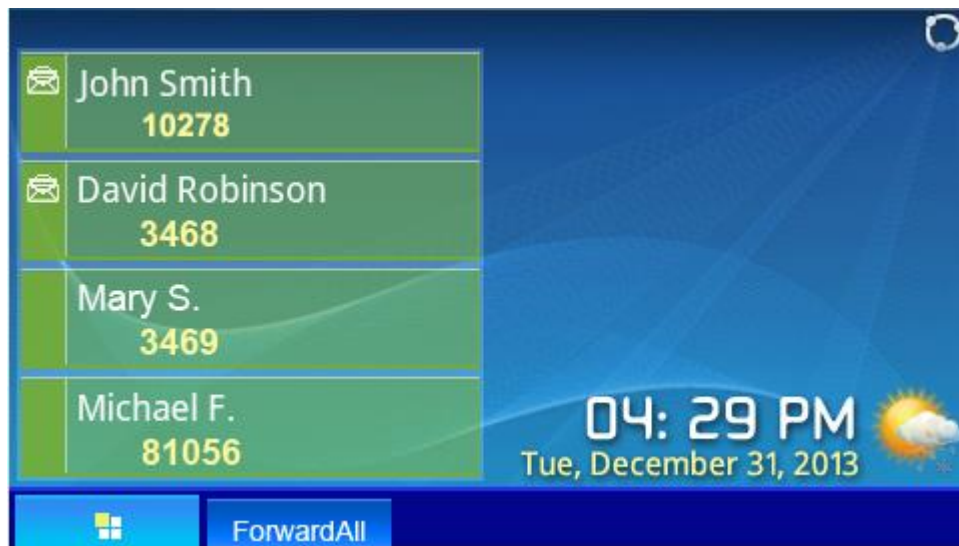 John Smith
10278
David Robinson
3468
Mary S.
3469
Michael F.
81056
04: 29 PM
Tue, December 31, 2013
ForwardAll